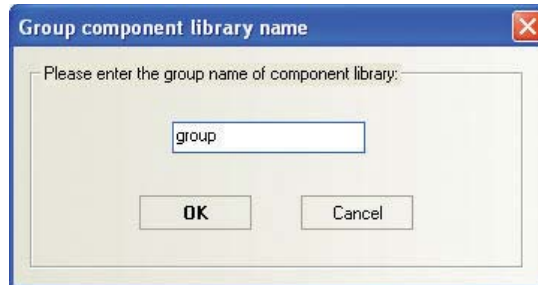 Group component library name
Please enter the group name of component library:
group
OK
Cancel